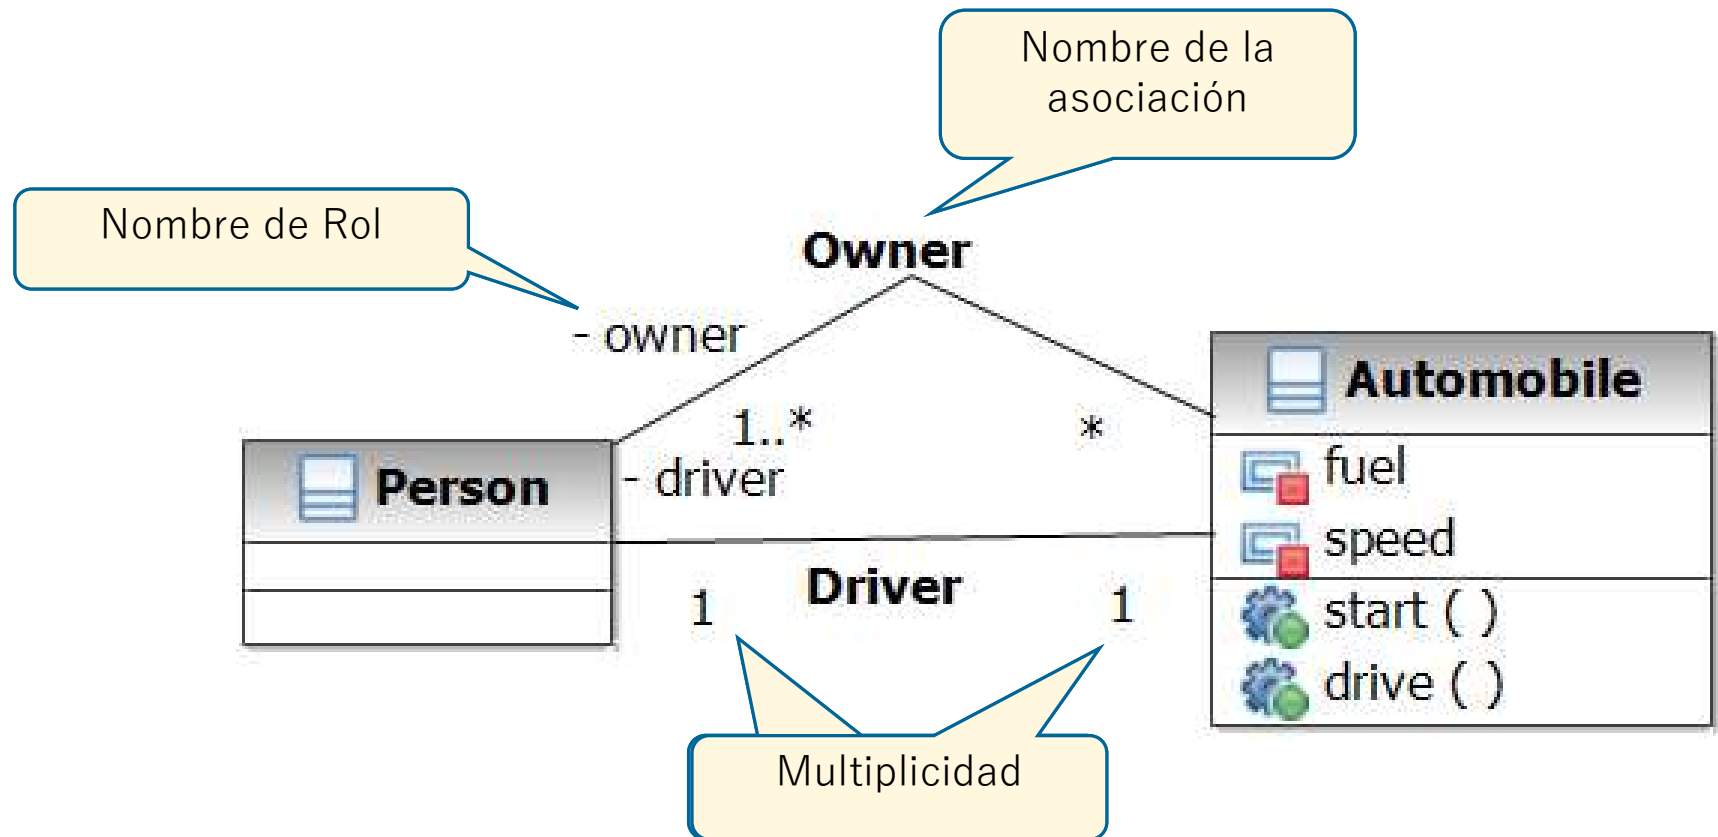 Nombre de la
asociación
Nombre de Rol
Owner
- owner
1..*
*
- driver
Person
Driver
1
1
Automobile
fuel
speed
start ( )
drive ( )
Multiplicidad